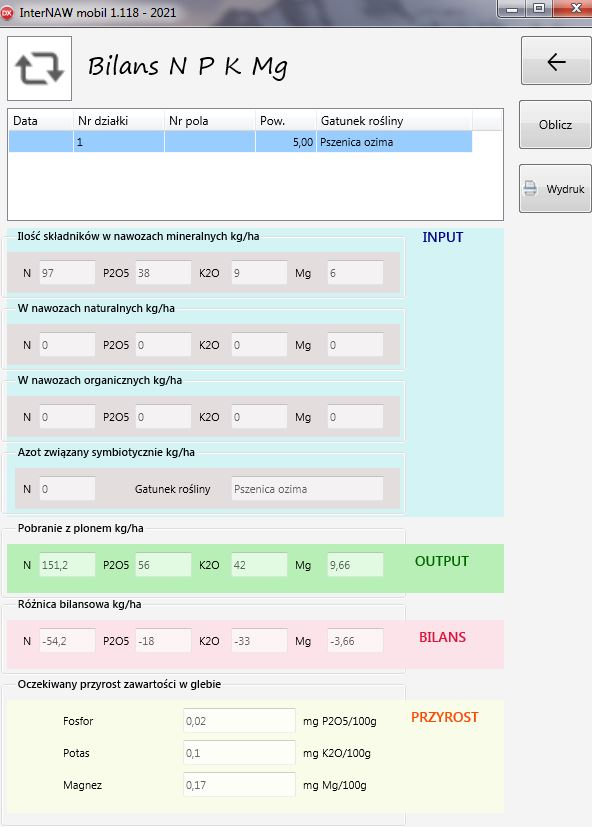 InterNAW mobil 1.118 - 2021
Bilans N P K Mg
Data Nr działki Nr pola Pow. Gatunek rośliny
1 5,00 Pszenica ozima
Oblicz
Wydruk
Ilość składników w nawozach mineralnych kg/ha
INPUT
N 97 P2O5 38 K2O 9 Mg 6
W nawozach naturalnych kg/ha
N 0 P2O5 0 K2O 0 Mg 0
W nawozach organicznych kg/ha
N 0 P2O5 0 K2O 0 Mg 0
Azot związany symbiotycznie kg/ha
N 0 Gatunek rośliny Pszenica ozima
Pobranie z plonem kg/ha
N 151,2 P2O5 56 K2O 42 Mg 9,66 OUTPUT
Różnica bilansowa kg/ha
N -54,2 P2O5 -18 K2O -33 Mg -3,66 BILANS
Oczekiwany przyrost zawartości w glebie
PRZYROST
Fosfor 0,02 mg P2O5/100g
Potas 0,1 mg K2O/100g
Magnez 0,17 mg Mg/100g